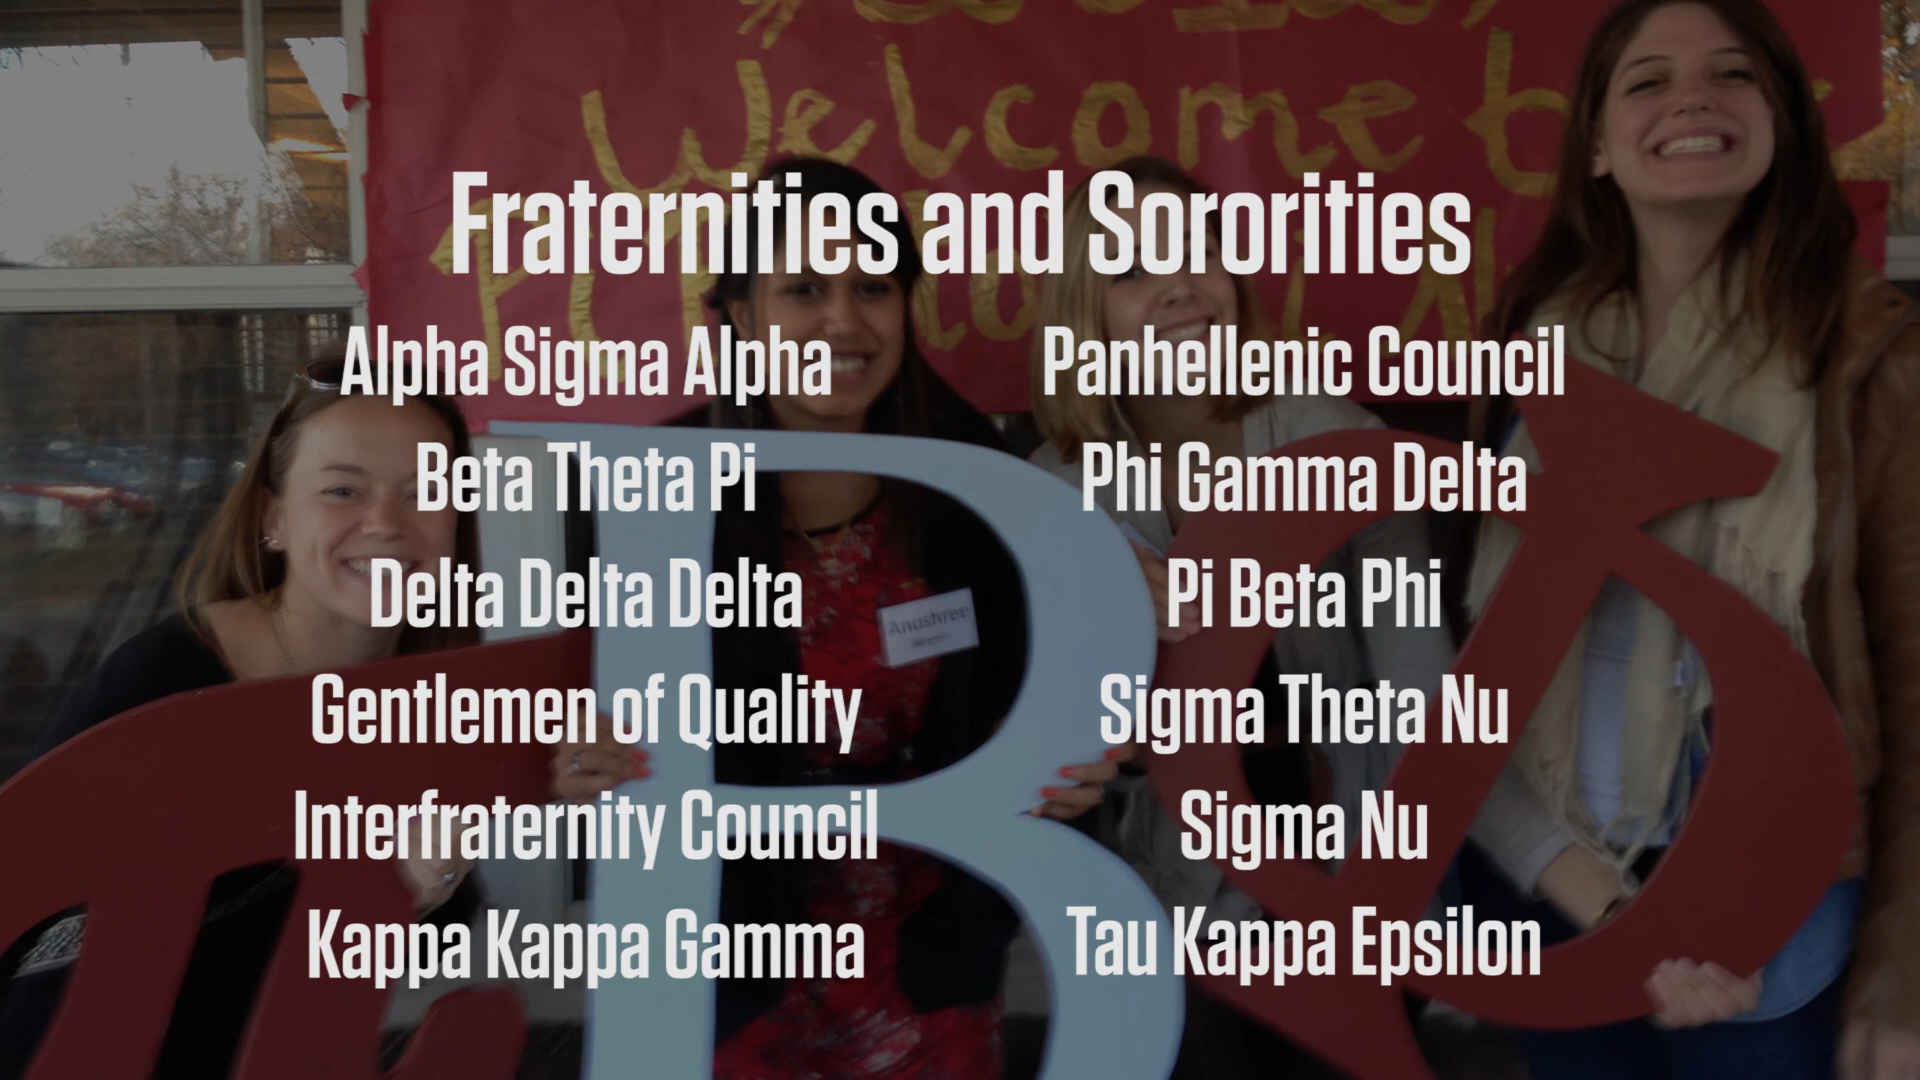 Welcome b
Fraternities and Sororities
Alpha Sigma Alpha
Beta Theta Pi
Delta Delta Delta
Gentlemen of Quality
Interfraternity Council
Kappa Kappa Gamma
Panhellenic Council
Phi Gamma Delta
Pi Beta Phi
Sigma Theta Nu
Sigma Nu
Tau Kappa Epsilon
Anushree